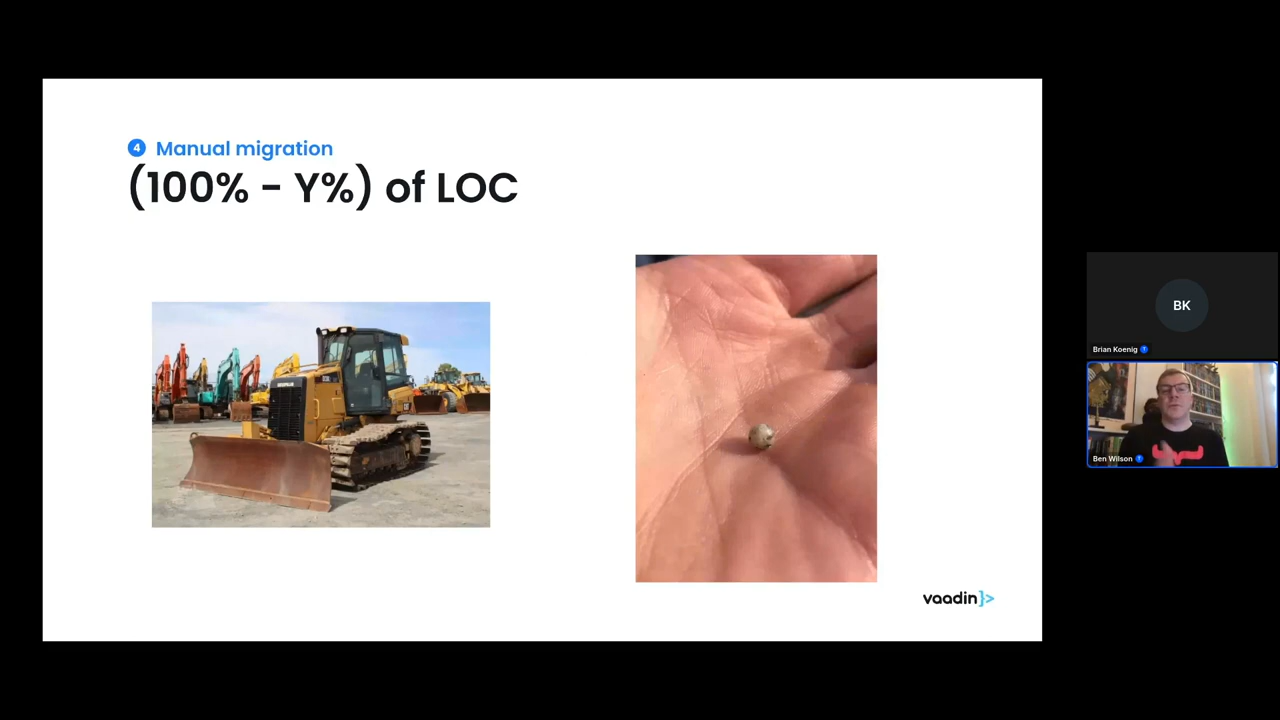 4 Manual migration
(100% - Y%) of LOC
vaadin}>
BK
Brian Koenig
Ben Wilson